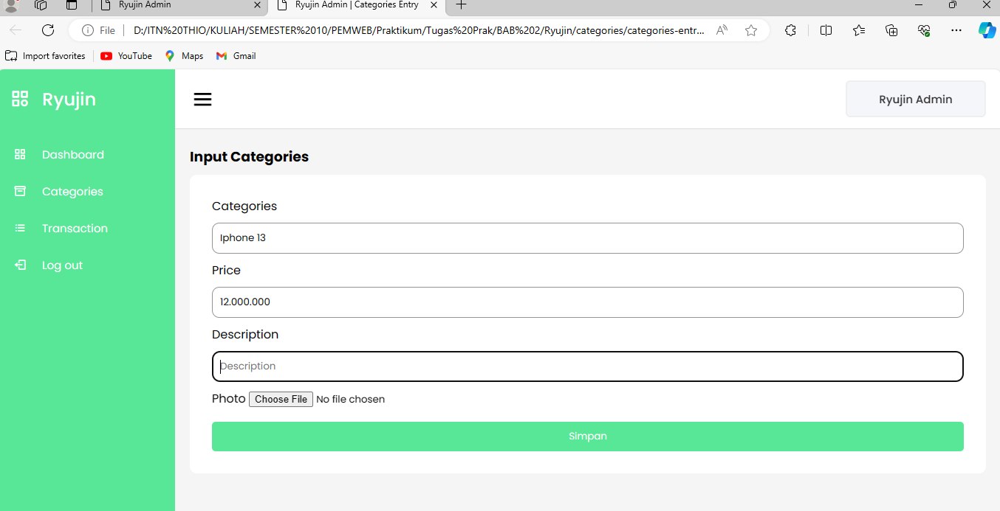 Ryujin Admin
Ryujin Admin | Categories Entry
File D:/ITN%20THIO/KULIAH/SEMESTER%2010/PEMWEB/Praktikum/Tugas%20Prak/BAB%202/Ryujin/categories/categories-entr...
Import favorites YouTube Maps Gmail
Ryujin
Ryujin Admin
Dashboard
Categories
Transaction
Log out
Input Categories
Categories
Iphone 13
Price
12.000.000
Description
Description
Photo Choose File No file chosen
Simpan